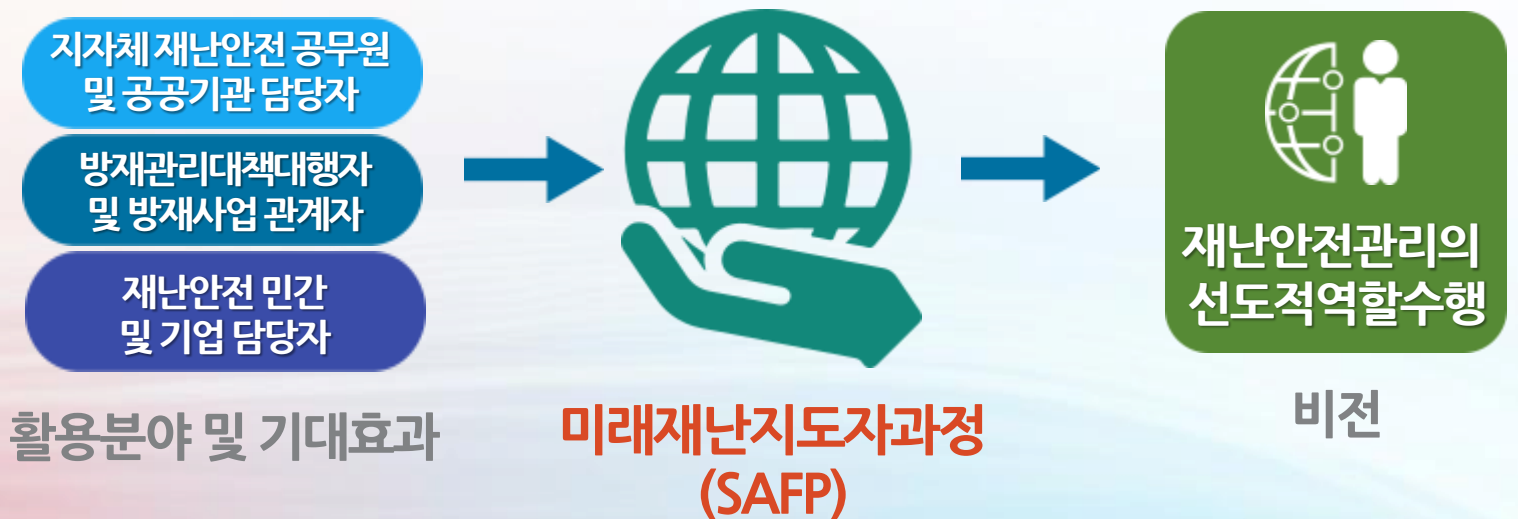 지자체 재난안전 공무원
및 공공기관 담당자
방재관리대책대행자
및 방재사업 관계자
재난안전 민간
및 기업 담당자
활용분야 및 기대효과
미래재난지도자과정
(SAFP)
재난안전관리의
선도적역할수행
비전